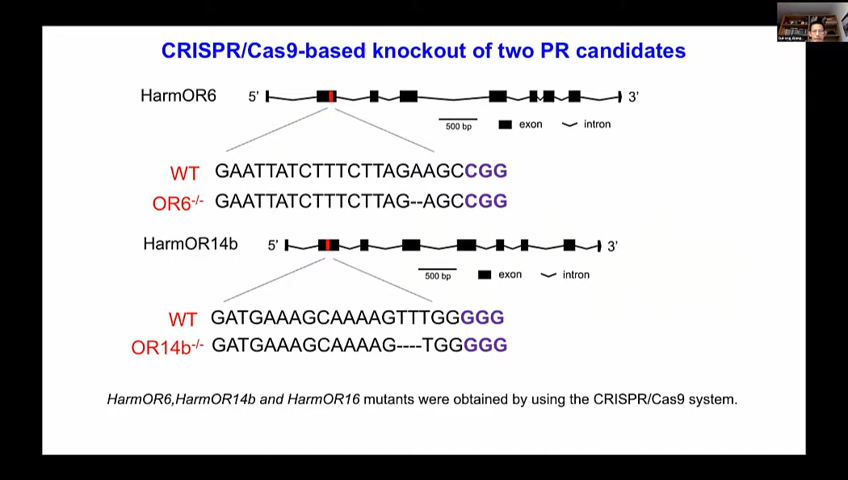 CRISPR/Cas9-based knockout of two PR candidates
HarmOR6 5' 3'
500 bp exon intron
WT GAATTATCTTTCTTAGAAGCCGG
OR6-/- GAATTATCTTTCTTAG--AGCCGG
HarmOR14b 5' 3'
500 bp exon intron
WT GATGAAAGCAAAAGTTTGGGGG
OR14b-/- GATGAAAGCAAAAG----TGGGGG
HarmOR6,HarmOR14b and HarmOR16 mutants were obtained by using the CRISPR/Cas9 system.